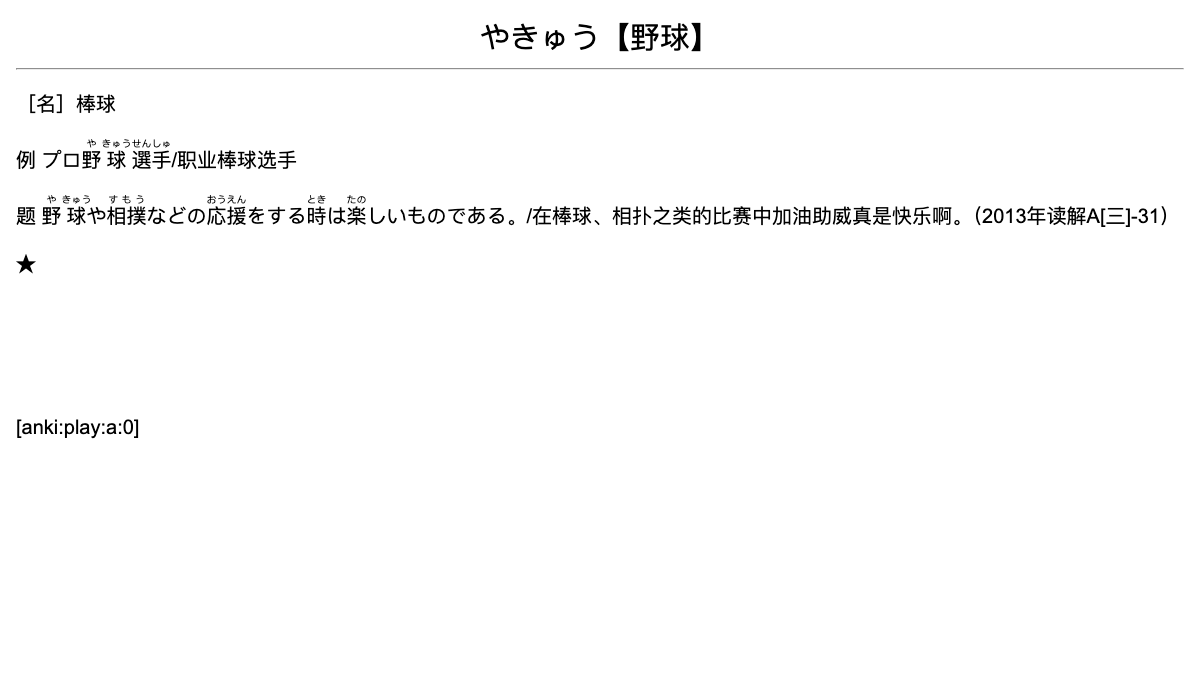 やきゅう【野球】
［名］棒球
例 プロ野球選手/职业棒球选手
题 野球や相撲などの応援をする時は楽しいものである。/在棒球、相扑之类的比赛中加油助威真是快乐啊。（2013年读解A[三]-31）
★
[anki:play:a:0]